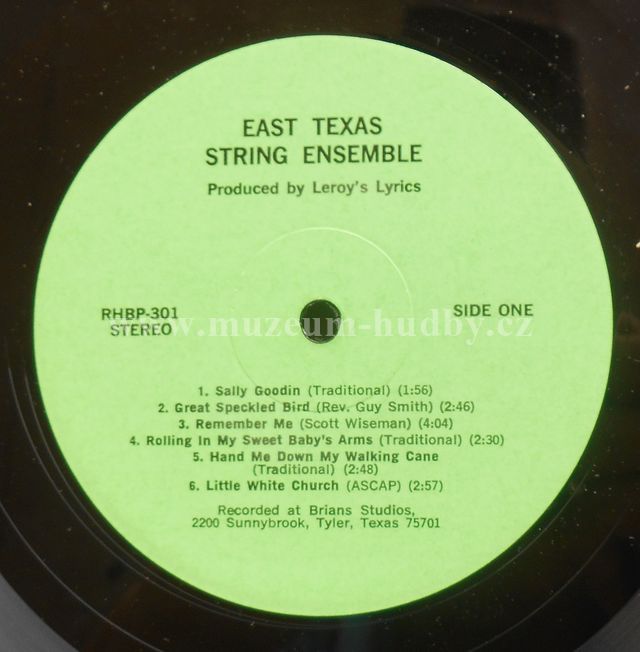 EAST TEXAS
STRING ENSEMBLE
Produced by Leroy's Lyrics
RHBP-301
STEREO
SIDE ONE
www.muzeum-hudby.cz
1. Sally Goodin (Traditional) (1:56)
2. Great Speckled Bird (Rev. Guy Smith) (2:46)
3. Remember Me (Scott Wiseman) (4:04)
4. Rolling In My Sweet Baby's Arms (Traditional) (2:30)
5. Hand Me Down My Walking Cane
(Traditional) (2:48)
6. Little White Church (ASCAP) (2:57)
Recorded at Brians Studios,
2200 Sunnybrook, Tyler, Texas 75701